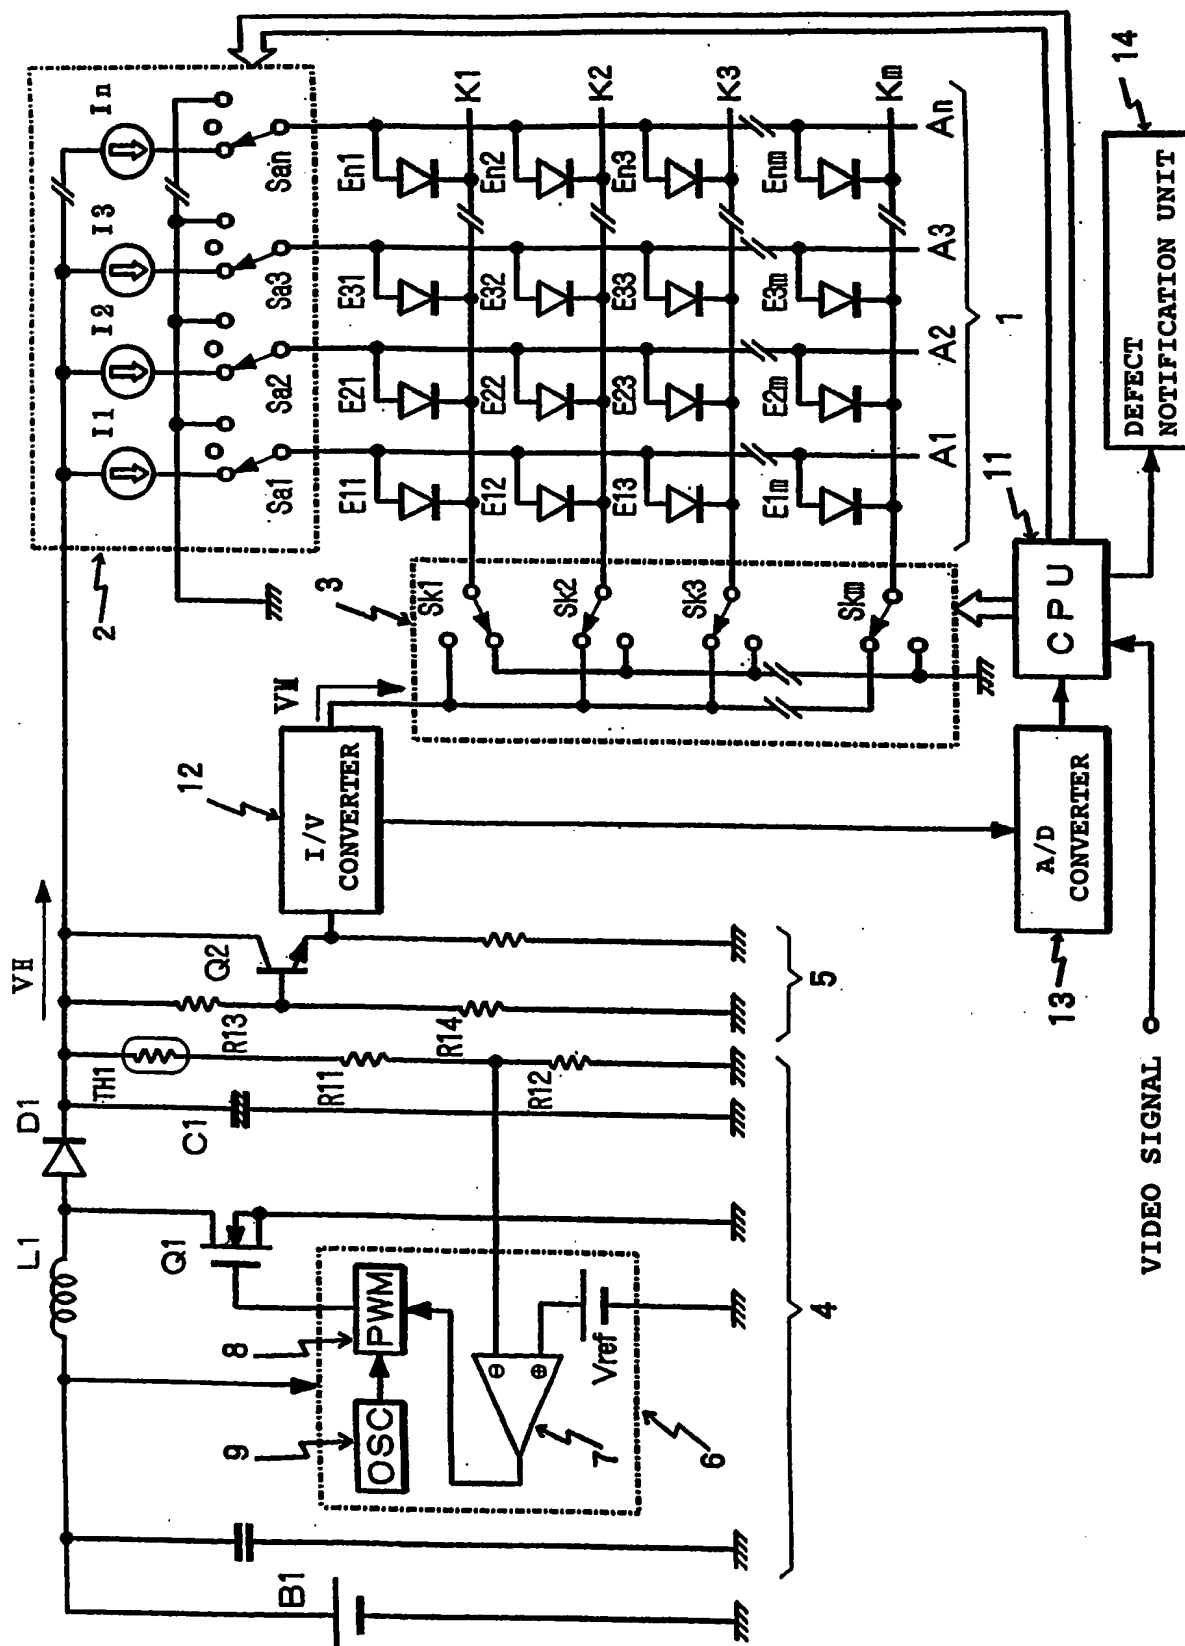 B1
L1
D1
VH
OSC
PWM
9
8
Q1
7
6
Vref
C1
TH1
R11
R12
R13
R14
Q2
4
5
12
I/V
CONVERTER
VM
2
I1
I2
I3
In
Sa1
Sa2
Sa3
San
3
Sk1
Sk2
Sk3
Skm
E11
E21
E31
En1
K1
E12
E22
E32
En2
K2
E13
E23
E33
En3
K3
E1m
E2m
E3m
Enm
Km
A1
A2
A3
An
1
13
A/D
CONVERTER
11
CPU
14
DEFECT
NOTIFICATION UNIT
VIDEO SIGNAL